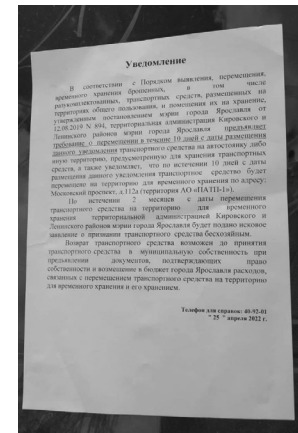 Уведомление
В соответствии с Порядком выявления, перемещения,
временного хранения брошенных, в том числе
разукомплектованных, транспортных средств, размещенных на
территориях общего пользования, и помещения их на хранение,
утвержденным постановлением мэрии города Ярославля от
12.08.2019 N 894, территориальная администрация Кировского и
Ленинского районов мэрии города Ярославля предъявляет
требование о перемещении в течение 10 дней с даты размещения
данного уведомления транспортного средства на автостоянку либо
иную территорию, предусмотренную для хранения транспортных
средств, а также уведомляет, что по истечении 10 дней с даты
размещения данного уведомления транспортное средство будет
перемещено на территорию для временного хранения по адресу:
Московский проспект, д.112а (территория АО «ПАТП-1»).
По истечении 2 месяцев с даты перемещения
транспортного средства на территорию для временного
хранения территориальной администрацией Кировского и
Ленинского районов мэрии города Ярославля будет подано исковое
заявление о признании транспортного средства бесхозяйным.
Возврат транспортного средства возможен до принятия
транспортного средства в муниципальную собственность при
предъявлении документов, подтверждающих право
собственности и возмещение в бюджет города Ярославля расходов,
связанных с перемещением транспортного средства на территорию
для временного хранения и его хранением.
Телефон для справок: 40-92-01
" 25 " апреля 2022 г.